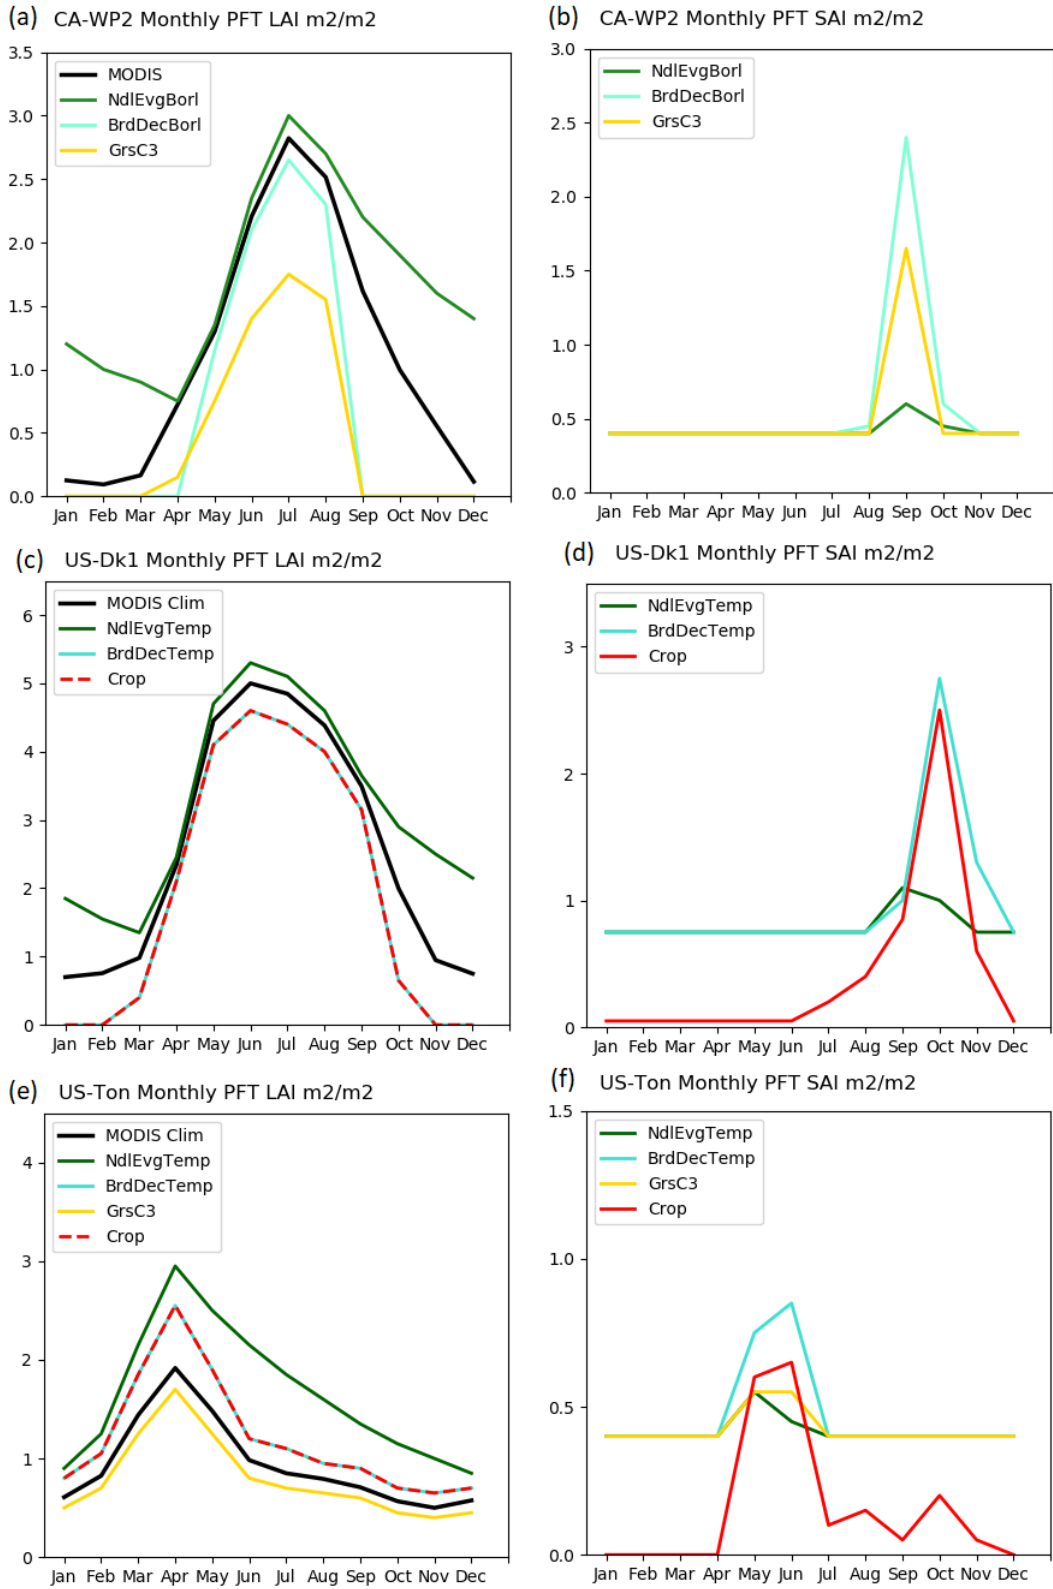 (a) CA-WP2 Monthly PFT LAI m2/m2
3.5
3.0
2.5
2.0
1.5
1.0
0.5
0.0
MODIS
NdlEvgBorl
BrdDecBorl
GrsC3
Jan Feb Mar Apr May Jun Jul Aug Sep Oct Nov Dec
(b) CA-WP2 Monthly PFT SAI m2/m2
3.0
2.5
2.0
1.5
1.0
0.5
0.0
NdlEvgBorl
BrdDecBorl
GrsC3
Jan Feb Mar Apr May Jun Jul Aug Sep Oct Nov Dec
(c) US-Dk1 Monthly PFT LAI m2/m2
6
5
4
3
2
1
0
MODIS Clim
NdlEvgTemp
BrdDecTemp
Crop
Jan Feb Mar Apr May Jun Jul Aug Sep Oct Nov Dec
(d) US-Dk1 Monthly PFT SAI m2/m2
3
2
1
0
NdlEvgTemp
BrdDecTemp
Crop
Jan Feb Mar Apr May Jun Jul Aug Sep Oct Nov Dec
(e) US-Ton Monthly PFT LAI m2/m2
4
3
2
1
0
MODIS Clim
NdlEvgTemp
BrdDecTemp
GrsC3
Crop
Jan Feb Mar Apr May Jun Jul Aug Sep Oct Nov Dec
(f) US-Ton Monthly PFT SAI m2/m2
1.5
1.0
0.5
0.0
NdlEvgTemp
BrdDecTemp
GrsC3
Crop
Jan Feb Mar Apr May Jun Jul Aug Sep Oct Nov Dec